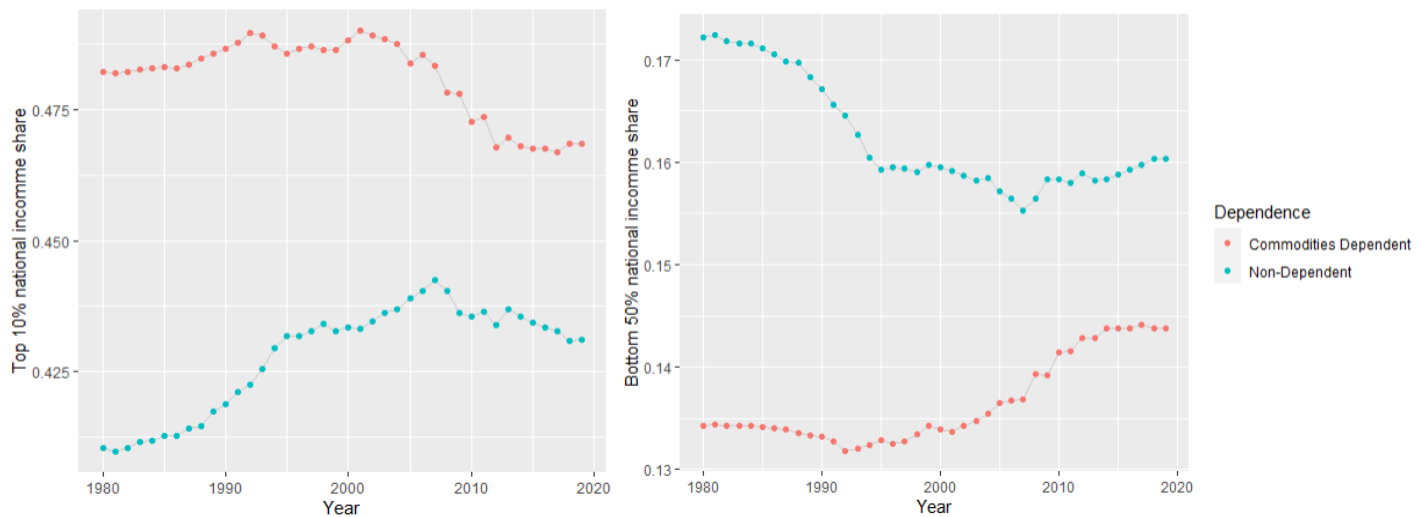 Top 10% national incomme share
0.475
0.450
0.425
1980
1990
2000
2010
2020
Year
Bottom 50% national incomme share
0.17
0.16
0.15
0.14
0.13
1980
1990
2000
2010
2020
Year
Dependence
Commodities Dependent
Non-Dependent